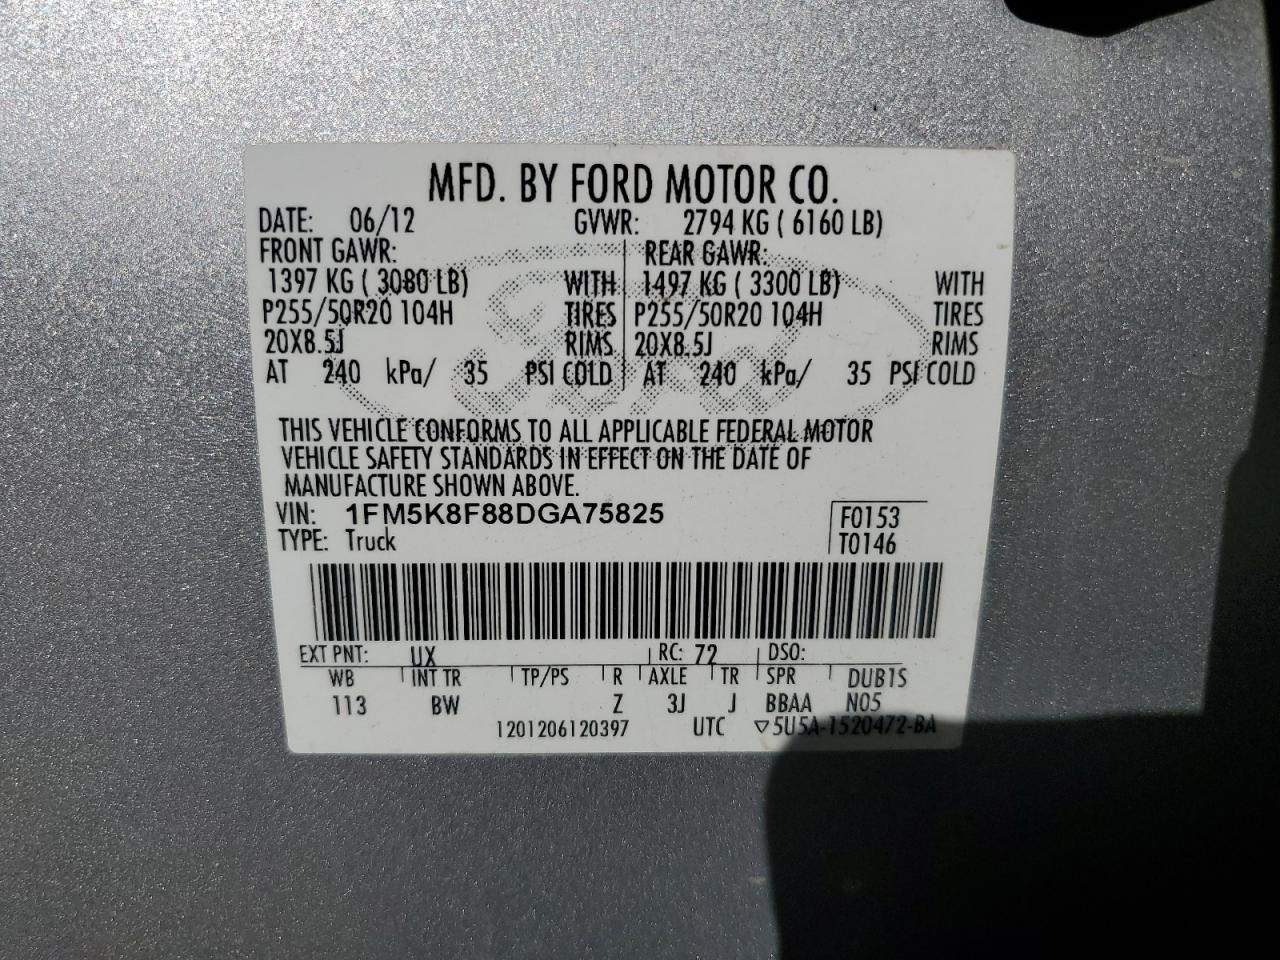 MFD. BY FORD MOTOR CO.
DATE: 06/12 GVWR: 2794 KG ( 6160 LB)
FRONT GAWR: REAR GAWR:
1397 KG ( 3080 LB) WITH 1497 KG ( 3300 LB) WITH
P255/50R20 104H TIRES P255/50R20 104H TIRES
20X8.5J RIMS 20X8.5J RIMS
AT 240 kPa/ 35 PSI COLD AT 240 kPa/ 35 PSI COLD
Ford
THIS VEHICLE CONFORMS TO ALL APPLICABLE FEDERAL MOTOR
VEHICLE SAFETY STANDARDS IN EFFECT ON THE DATE OF
MANUFACTURE SHOWN ABOVE.
VIN: 1FM5K8F88DGA75825 F0153
TYPE: Truck T0146
EXT PNT: UX RC: 72 DSO:
WB INT TR TP/PS R AXLE TR SPR DUB1S
113 BW Z 3J J BBAA N05
1201206120397 UTC ▽5U5A-1520472-BA